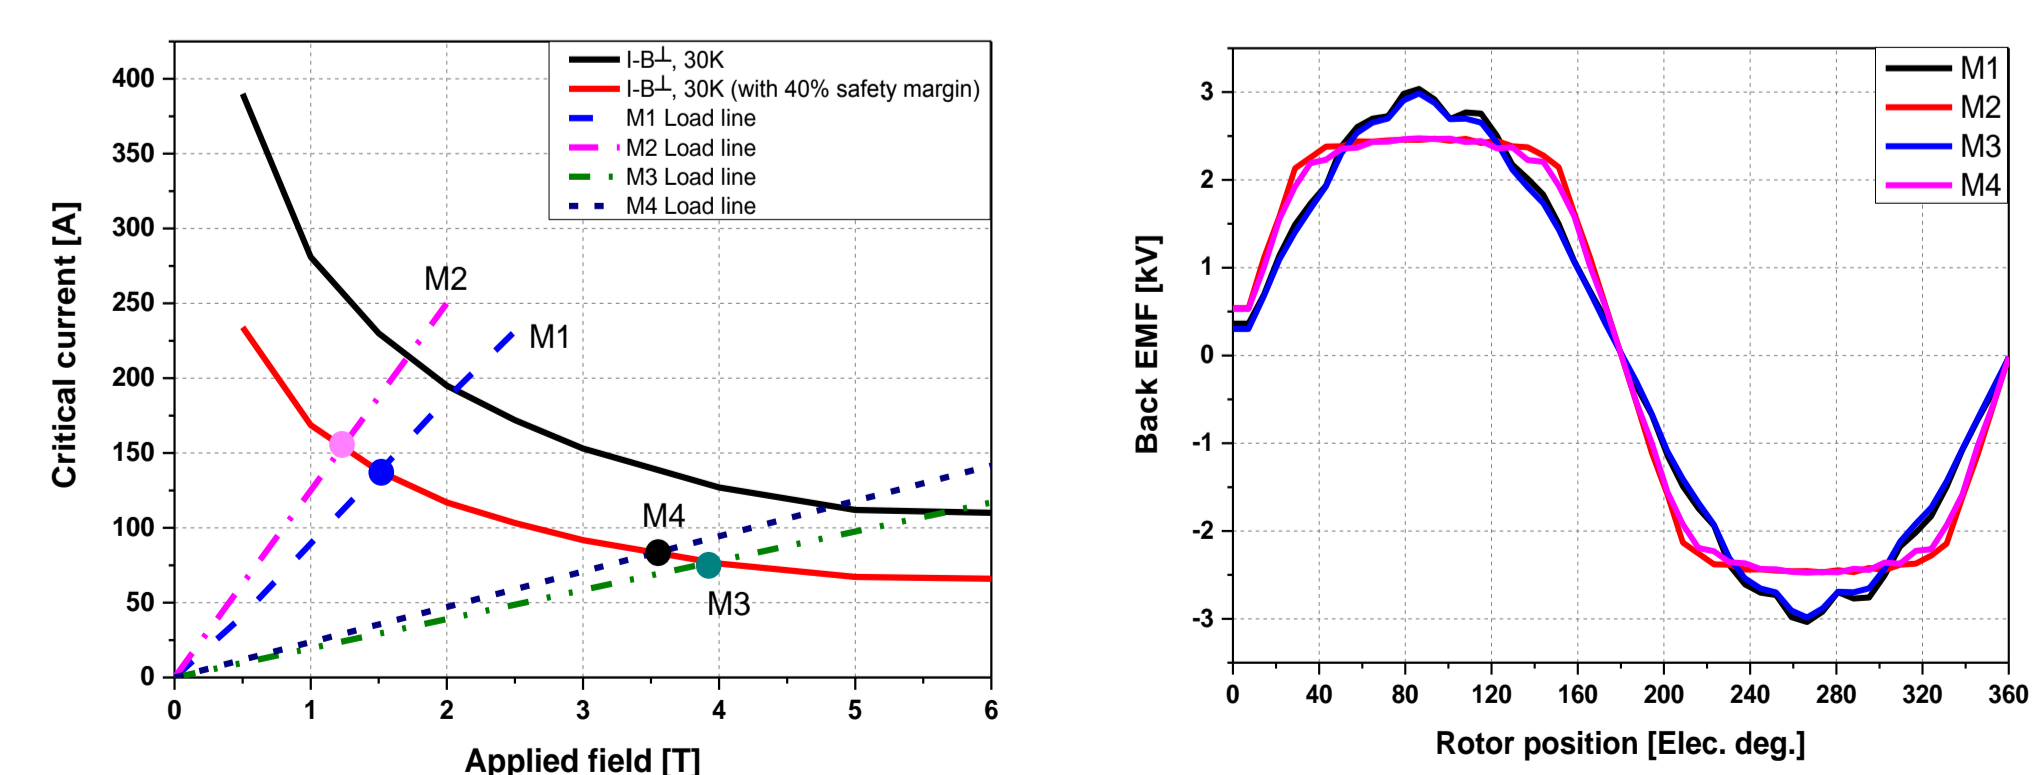 I-B⊥, 30K
I-B⊥, 30K (with 40% safety margin)
M1 Load line
M2 Load line
M3 Load line
M4 Load line
400
350
300
250
200
150
100
50
0
Critical current [A]
M2
M1
M4
M3
0 1 2 3 4 5 6
Applied field [T]
M1
M2
M3
M4
3
2
1
0
-1
-2
-3
Back EMF [kV]
0 40 80 120 160 200 240 280 320 360
Rotor position [Elec. deg.]